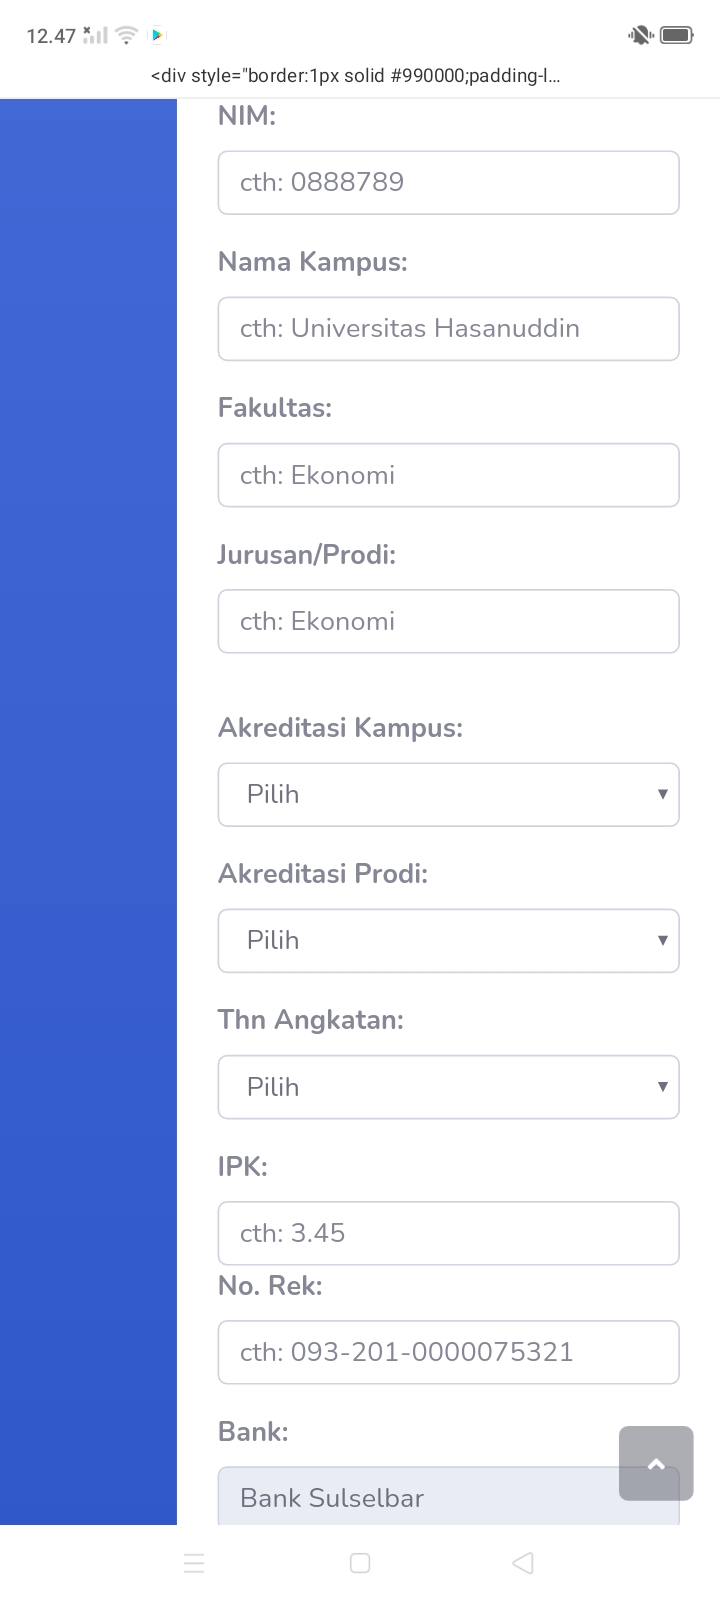 12.47
<div style="border:1px solid #990000;padding-l...
NIM:
cth: 0888789
Nama Kampus:
cth: Universitas Hasanuddin
Fakultas:
cth: Ekonomi
Jurusan/Prodi:
cth: Ekonomi
Akreditasi Kampus:
Pilih
Akreditasi Prodi:
Pilih
Thn Angkatan:
Pilih
IPK:
cth: 3.45
No. Rek:
cth: 093-201-0000075321
Bank:
Bank Sulselbar